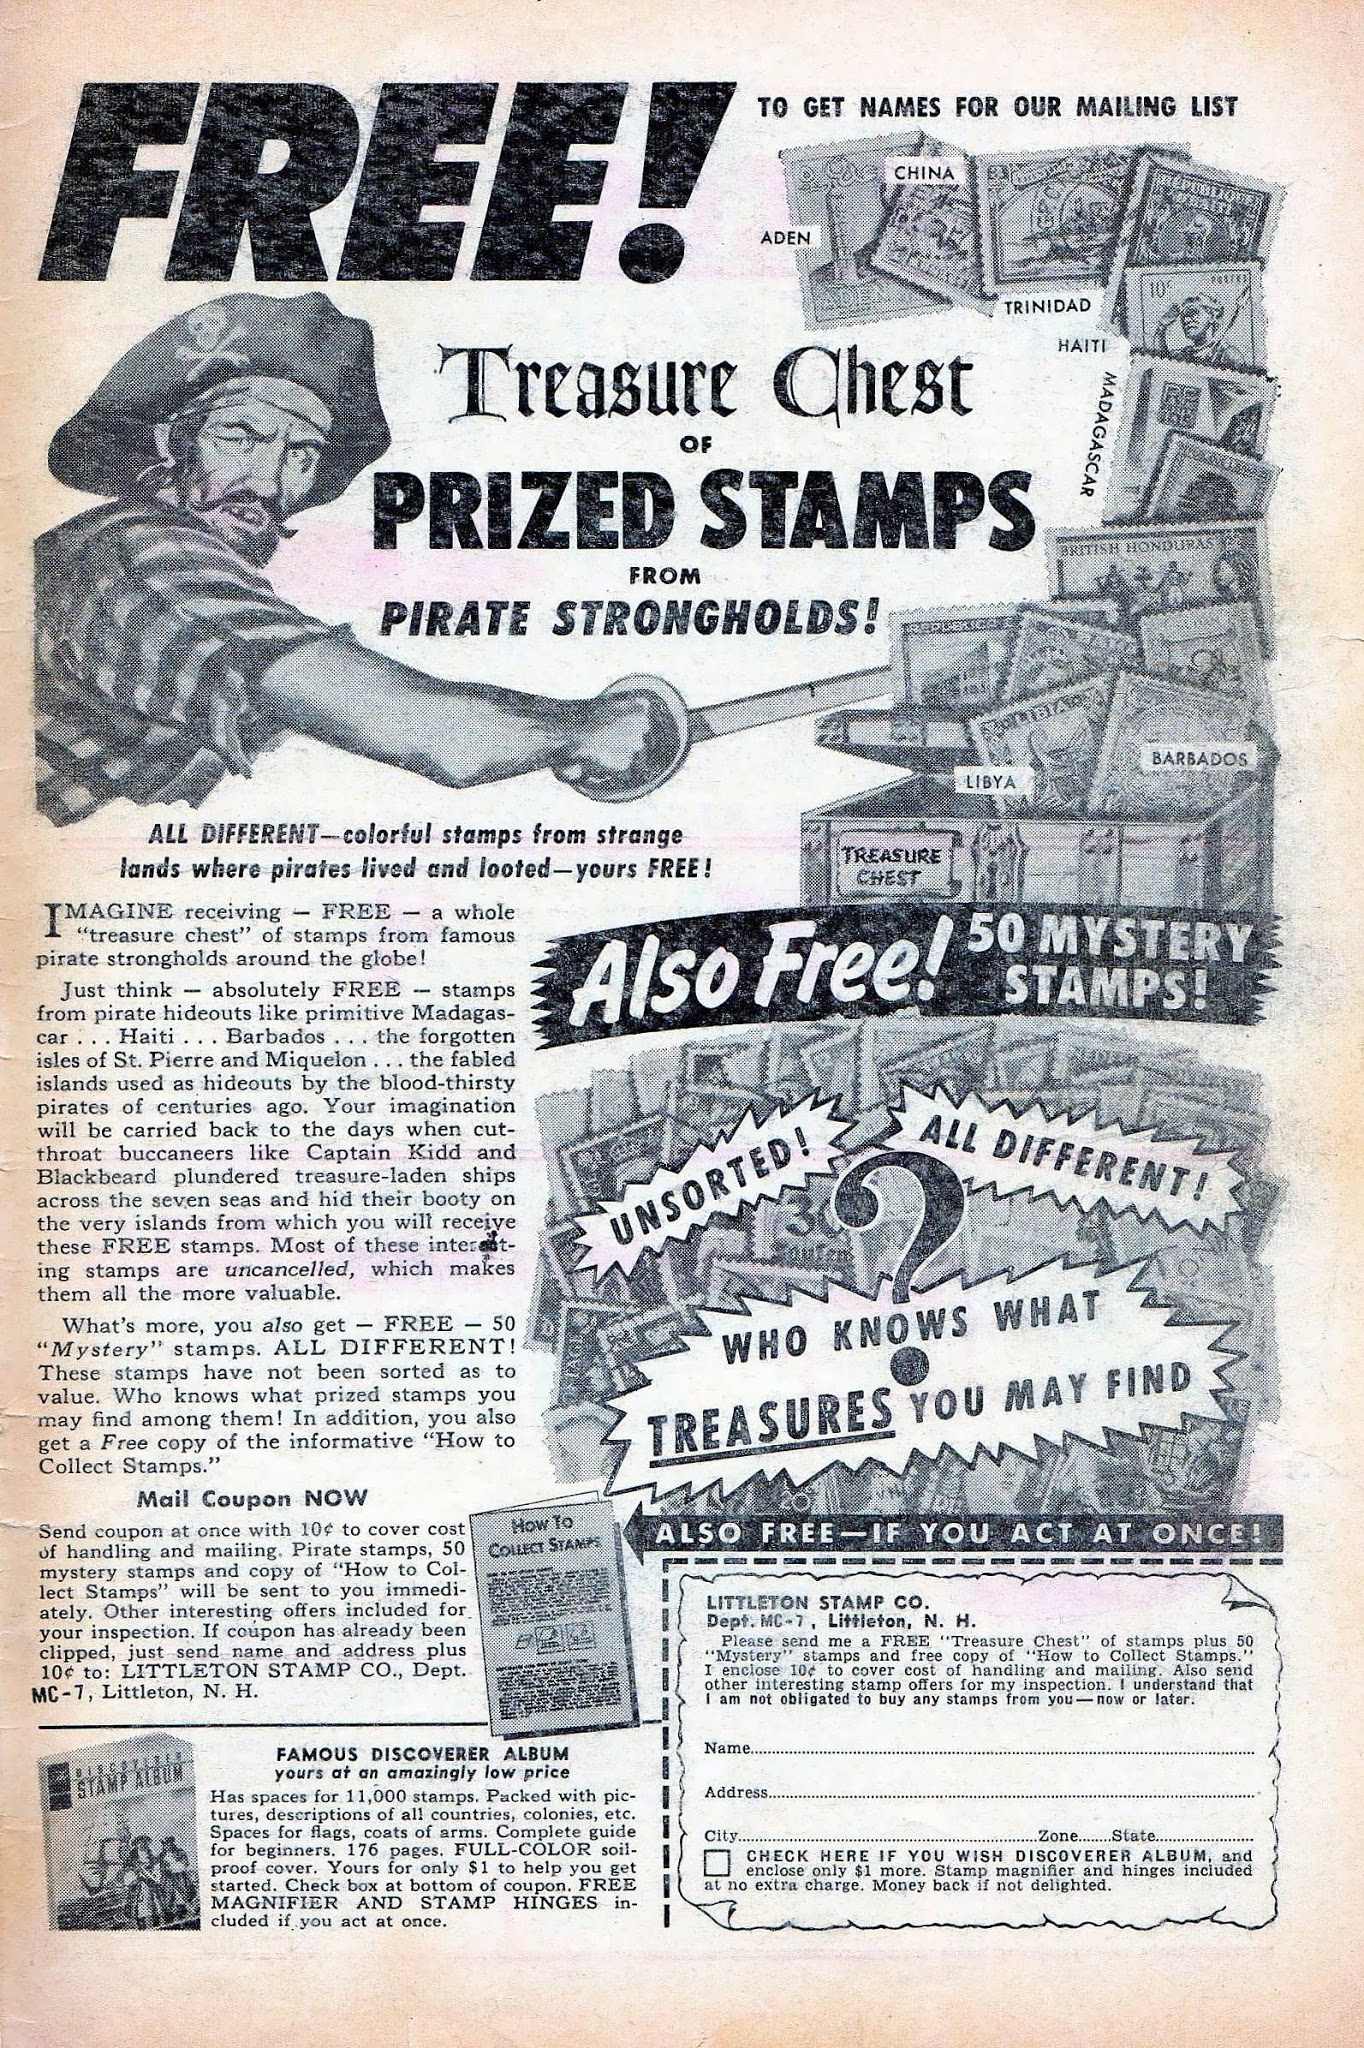 FREE!
TO GET NAMES FOR OUR MAILING LIST
CHINA
ADEN
ADEN
TRINIDAD
10c
HAITI
MADAGASCAR
BRITISH HONDURAS
LIBYA
BARBADOS
LIBYA
TREASURE
CHEST
Treasure Chest
OF
PRIZED STAMPS
FROM
PIRATE STRONGHOLDS!
ALL DIFFERENT—colorful stamps from strange
lands where pirates lived and looted—yours FREE!
IMAGINE receiving — FREE — a whole
"treasure chest" of stamps from famous
pirate strongholds around the globe!
Just think — absolutely FREE — stamps
from pirate hideouts like primitive Madagas-
car . . . Haiti . . . Barbados . . . the forgotten
isles of St. Pierre and Miquelon . . . the fabled
islands used as hideouts by the blood-thirsty
pirates of centuries ago. Your imagination
will be carried back to the days when cut-
throat buccaneers like Captain Kidd and
Blackbeard plundered treasure-laden ships
across the seven seas and hid their booty on
the very islands from which you will receive
these FREE stamps. Most of these interest-
ing stamps are uncancelled, which makes
them all the more valuable.
What's more, you also get — FREE — 50
"Mystery" stamps. ALL DIFFERENT!
These stamps have not been sorted as to
value. Who knows what prized stamps you
may find among them! In addition, you also
get a Free copy of the informative "How to
Collect Stamps."
Mail Coupon NOW
Send coupon at once with 10¢ to cover cost
of handling and mailing. Pirate stamps, 50
mystery stamps and copy of "How to Col-
lect Stamps" will be sent to you immedi-
ately. Other interesting offers included for
your inspection. If coupon has already been
clipped, just send name and address plus
10¢ to: LITTLETON STAMP CO., Dept.
MC-7, Littleton, N. H.
Also Free! 50 MYSTERY
STAMPS!
UNSORTED!
ALL DIFFERENT!
?
WHO KNOWS WHAT
TREASURES YOU MAY FIND
HOW TO
COLLECT STAMPS
ALSO FREE—IF YOU ACT AT ONCE!
DISCOVERER
STAMP ALBUM
FAMOUS DISCOVERER ALBUM
yours at an amazingly low price
Has spaces for 11,000 stamps. Packed with pic-
tures, descriptions of all countries, colonies, etc.
Spaces for flags, coats of arms. Complete guide
for beginners. 176 pages. FULL-COLOR soil-
proof cover. Yours for only $1 to help you get
started. Check box at bottom of coupon. FREE
MAGNIFIER AND STAMP HINGES in-
cluded if you act at once.
LITTLETON STAMP CO.
Dept. MC-7, Littleton, N. H.
Please send me a FREE "Treasure Chest" of stamps plus 50
"Mystery" stamps and free copy of "How to Collect Stamps."
I enclose 10¢ to cover cost of handling and mailing. Also send
other interesting stamp offers for my inspection. I understand that
I am not obligated to buy any stamps from you—now or later.
Name
Address
City Zone State
CHECK HERE IF YOU WISH DISCOVERER ALBUM, and
enclose only $1 more. Stamp magnifier and hinges included
at no extra charge. Money back if not delighted.